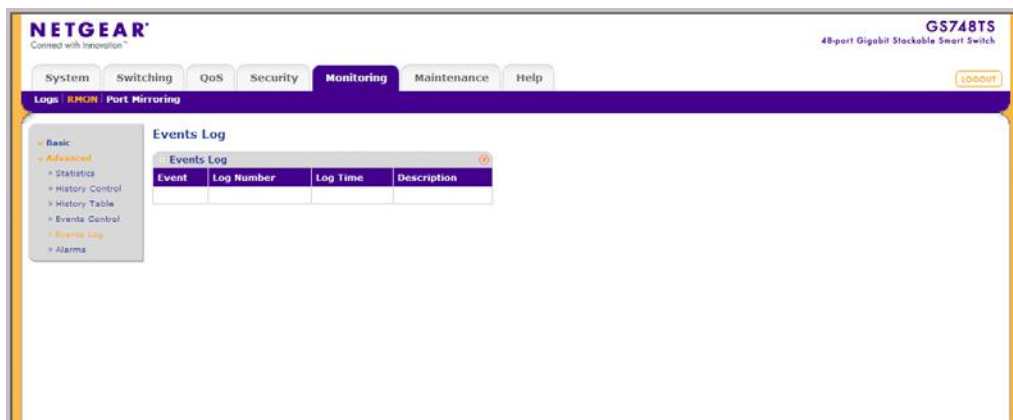 NETGEAR
Connect with Innovation™
GS748TS
48-port Gigabit Stackable Smart Switch
System Switching QoS Security Monitoring Maintenance Help
LOGOUT
Logs RMON Port Mirroring
Basic
Advanced
Statistics
History Control
History Table
Events Control
Events Log
Alarms
Events Log
Events Log
Event Log Number Log Time Description